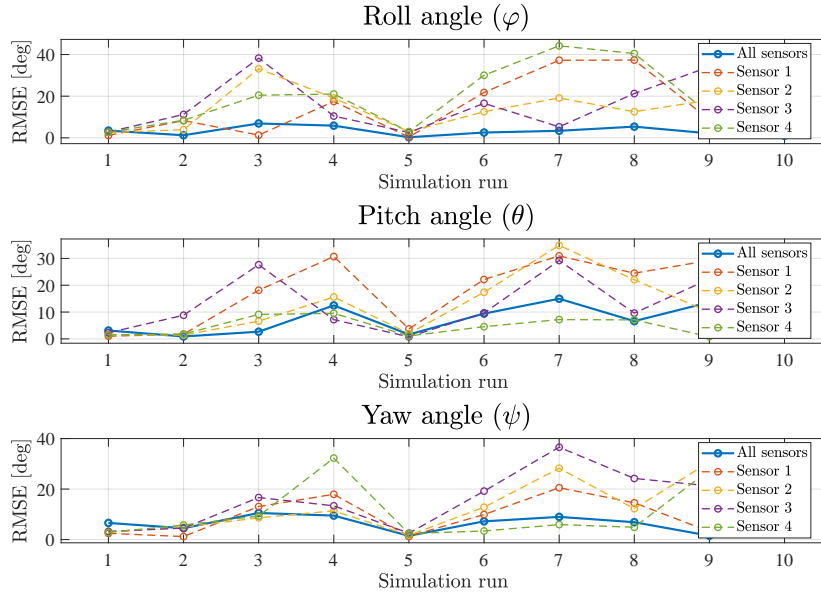 Roll angle (φ)
RMSE [deg]
40
20
0
All sensors
Sensor 1
Sensor 2
Sensor 3
Sensor 4
1 2 3 4 5 6 7 8 9 10
Simulation run
Pitch angle (θ)
RMSE [deg]
30
20
10
0
All sensors
Sensor 1
Sensor 2
Sensor 3
Sensor 4
1 2 3 4 5 6 7 8 9 10
Simulation run
Yaw angle (ψ)
RMSE [deg]
40
20
0
All sensors
Sensor 1
Sensor 2
Sensor 3
Sensor 4
1 2 3 4 5 6 7 8 9 10
Simulation run